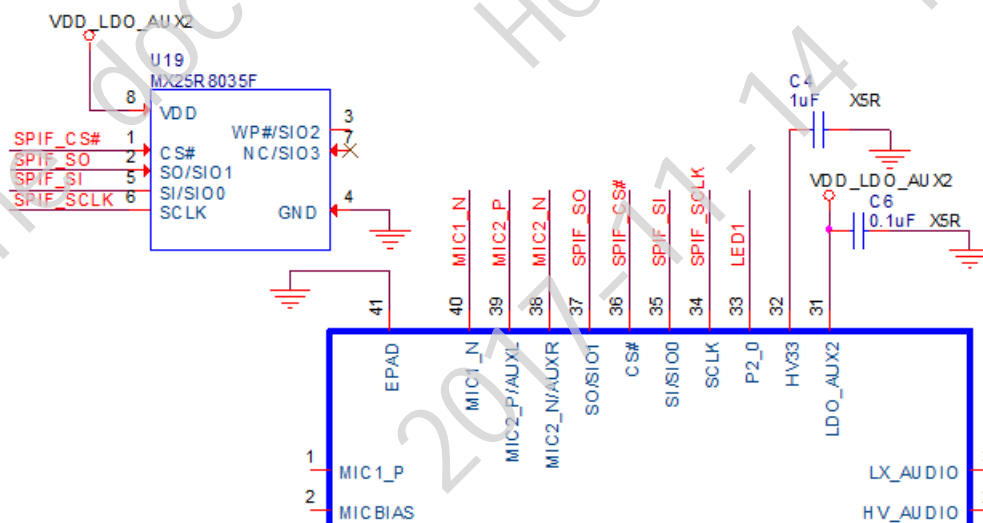 VDD_LDO_AUX2
U19
MX25R8035F
8
VDD
SPIF_CS#
1
CS#
SPIF_SO
2
SO/SIO1
SPIF_SI
5
SI/SIO0
SPIF_SCLK
6
SCLK
WP#/SIO2
3
NC/SIO3
7
GND
4
C4
1uF
X5R
VDD_LDO_AUX2
C6
0.1uF
X5R
MIC1_N
MIC2_P
MIC2_N
SPIF_SO
SPIF_CS#
SPIF_SI
SPIF_SCLK
LED1
41
40
39
38
37
36
35
34
33
32
31
EPAD
MIC1_N
MIC2_P/AUXL
MIC2_N/AUXR
SO/SIO1
CS#
SI/SIO0
SCLK
P2_0
HV33
LDO_AUX2
1
MIC1_P
2
MICBIAS
LX_AUDIO
HV_AUDIO
2017-11-14